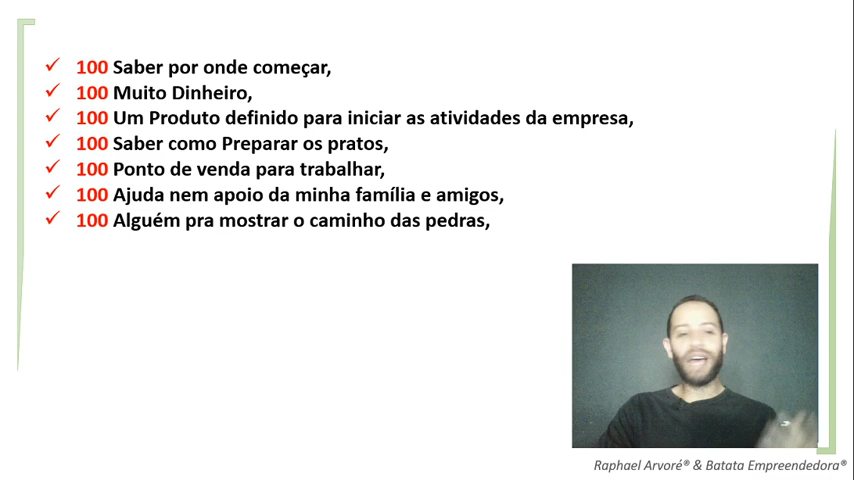 100 Saber por onde começar,
100 Muito Dinheiro,
100 Um Produto definido para iniciar as atividades da empresa,
100 Saber como Preparar os pratos,
100 Ponto de venda para trabalhar,
100 Ajuda nem apoio da minha família e amigos,
100 Alguém pra mostrar o caminho das pedras,
Raphael Arvoré® & Batata Empreendedora®